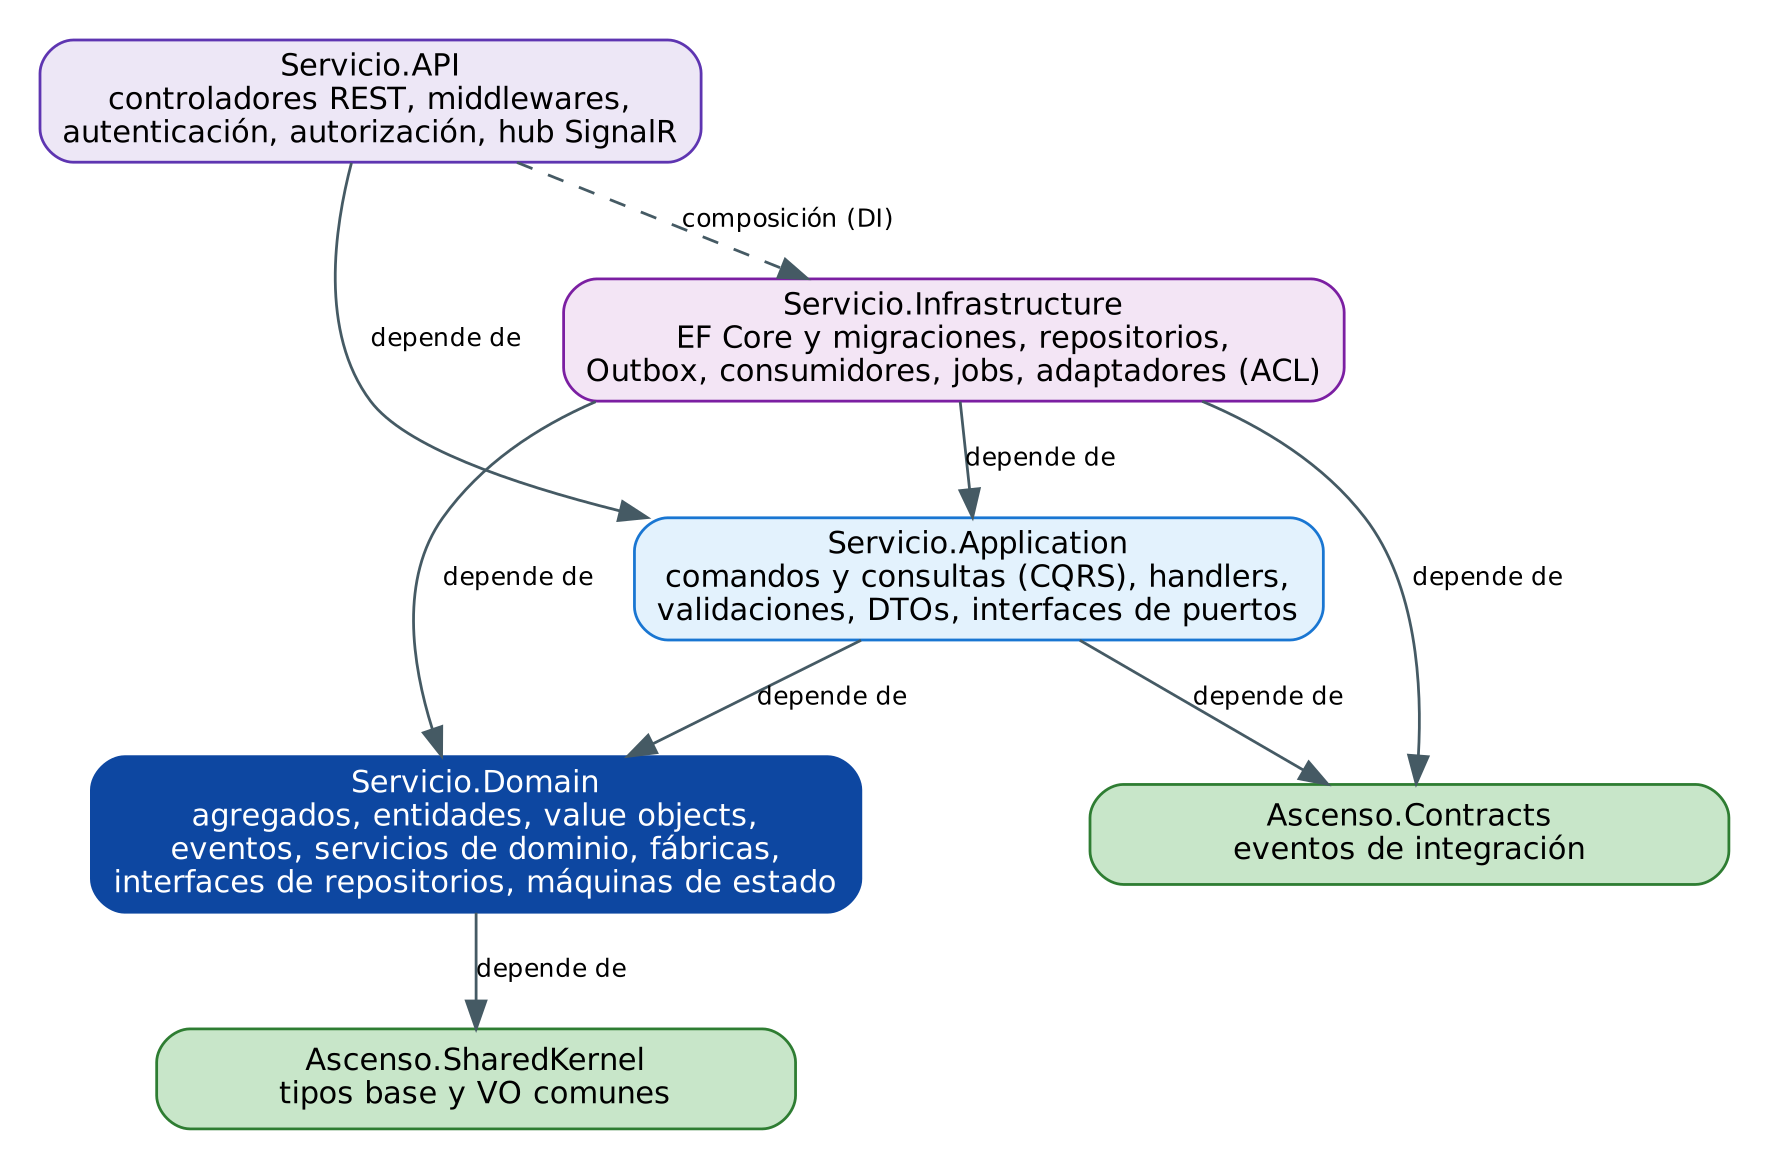 Servicio.API
controladores REST, middlewares,
autenticación, autorización, hub SignalR
composición (DI)
Servicio.Infrastructure
EF Core y migraciones, repositorios,
Outbox, consumidores, jobs, adaptadores (ACL)
depende de
depende de
Servicio.Application
comandos y consultas (CQRS), handlers,
validaciones, DTOs, interfaces de puertos
depende de
depende de
depende de
depende de
Servicio.Domain
agregados, entidades, value objects,
eventos, servicios de dominio, fábricas,
interfaces de repositorios, máquinas de estado
Ascenso.Contracts
eventos de integración
depende de
Ascenso.SharedKernel
tipos base y VO comunes